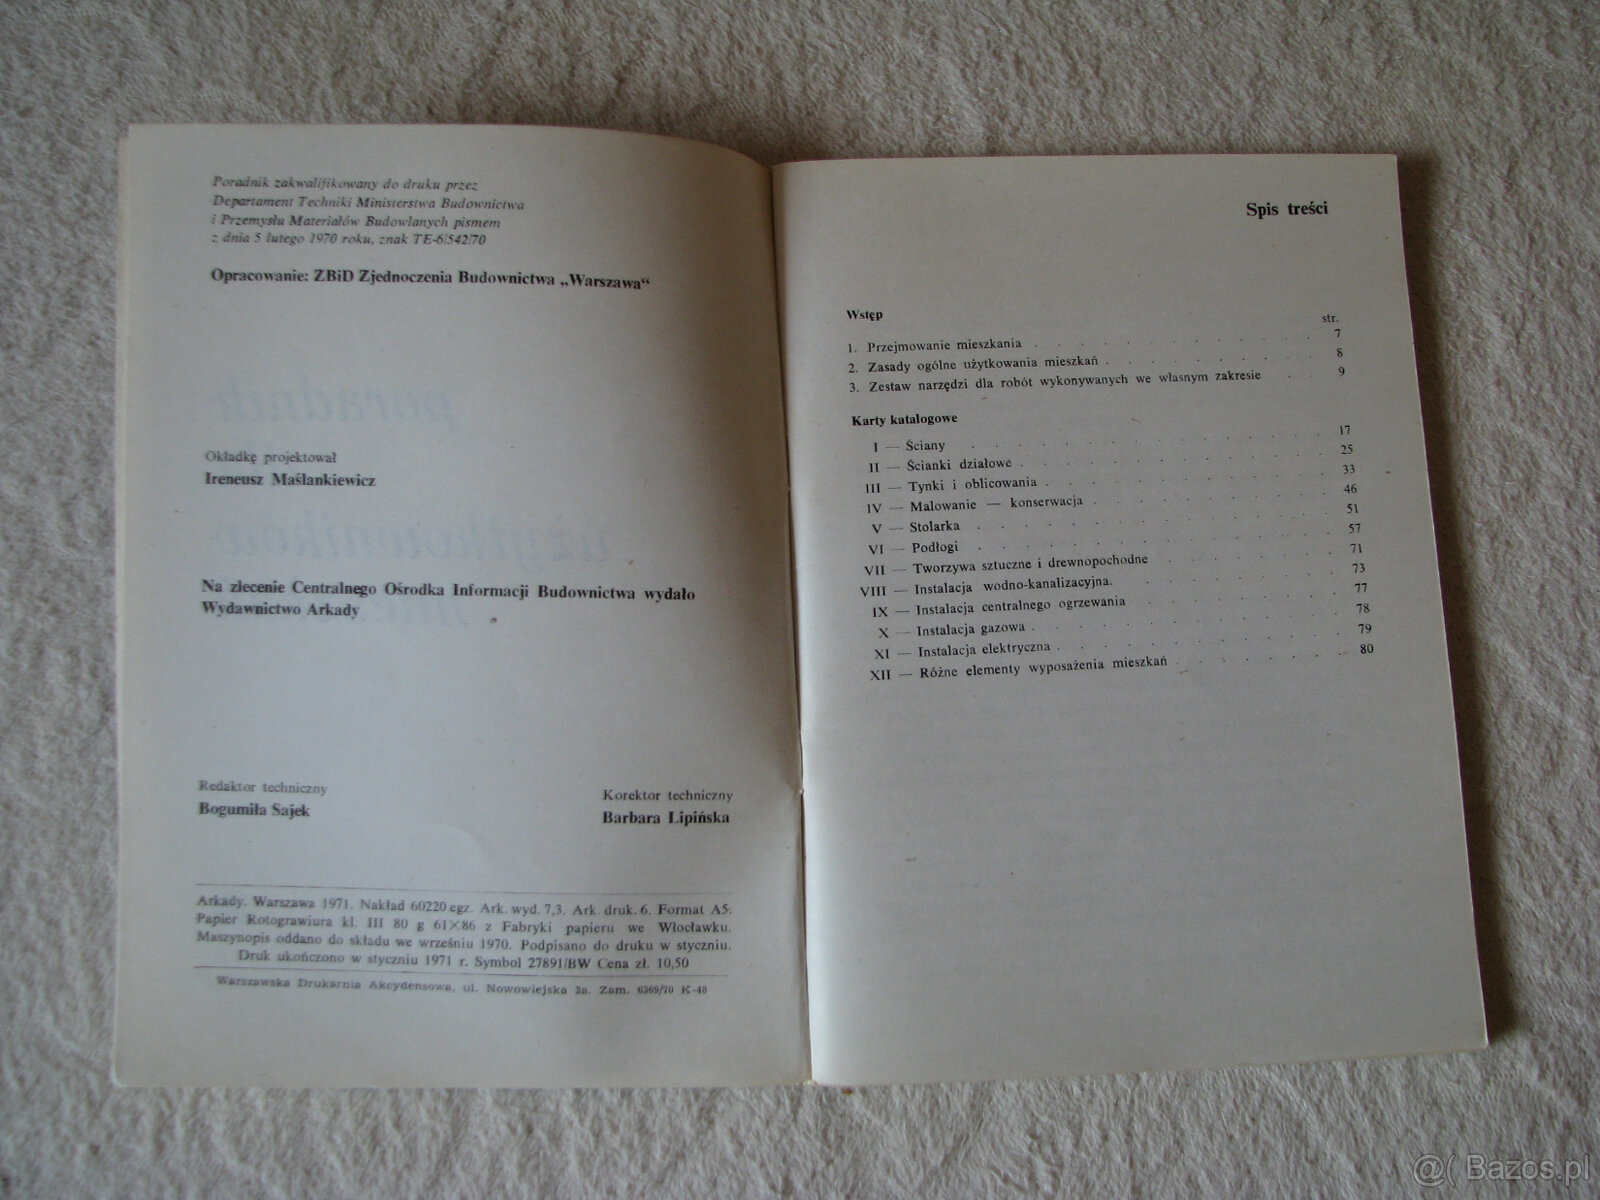 Poradnik zakwalifikowany do druku przez
Departament Techniki Ministerstwa Budownictwa
i Przemysłu Materiałów Budowlanych pismem
z dnia 5 lutego 1970 roku, znak TE-6/542/70
Opracowanie: ZBiD Zjednoczenia Budownictwa „Warszawa“
Okładkę projektował
Ireneusz Maślankiewicz
Na zlecenie Centralnego Ośrodka Informacji Budownictwa wydało
Wydawnictwo Arkady
Redaktor techniczny
Bogumiła Sajek
Korektor techniczny
Barbara Lipińska
Arkady. Warszawa 1971. Nakład 60220 egz. Ark. wyd. 7,3. Ark. druk. 6. Format A5.
Papier Rotograwiura kl. III 80 g 61×86 z Fabryki papieru we Włocławku.
Maszynopis oddano do składu we wrześniu 1970. Podpisano do druku w styczniu.
Druk ukończono w styczniu 1971 r. Symbol 27891/BW Cena zł. 10,50
Warszawska Drukarnia Akcydensowa, ul. Nowowiejska 3a. Zam. 6369/70 K-48
Spis treści
Wstęp
str.
1. Przejmowanie mieszkania 7
2. Zasady ogólne użytkowania mieszkań 8
3. Zestaw narzędzi dla robót wykonywanych we własnym zakresie 9
Karty katalogowe
I — Ściany 17
II — Ścianki działowe 25
III — Tynki i oblicowania 33
IV — Malowanie — konserwacja 46
V — Stolarka 51
VI — Podłogi 57
VII — Tworzywa sztuczne i drewnopochodne 71
VIII — Instalacja wodno-kanalizacyjna. 73
IX — Instalacja centralnego ogrzewania 77
X — Instalacja gazowa 78
XI — Instalacja elektryczna 79
XII — Różne elementy wyposażenia mieszkań 80
@( Bazos.pl